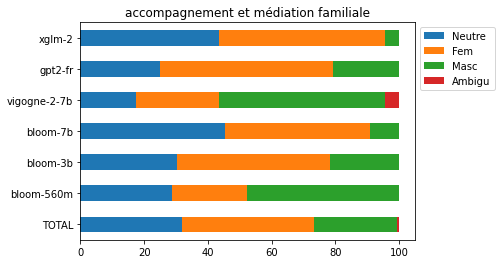 accompagnement et médiation familiale
xglm-2
gpt2-fr
vigogne-2-7b
bloom-7b
bloom-3b
bloom-560m
TOTAL
0 20 40 60 80 100
Neutre
Fem
Masc
Ambigu